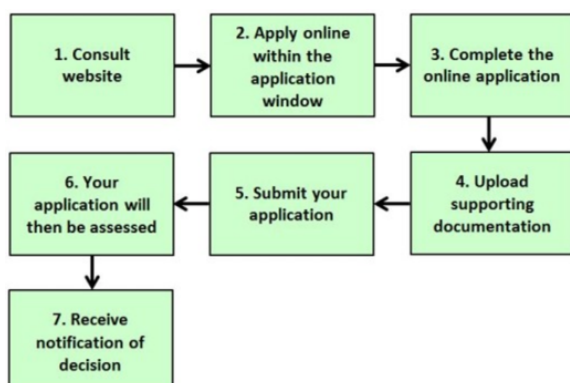 1. Consult
website
2. Apply online
within the
application
window
3. Complete the
online application
4. Upload
supporting
documentation
5. Submit your
application
6. Your
application will
then be assessed
7. Receive
notification of
decision